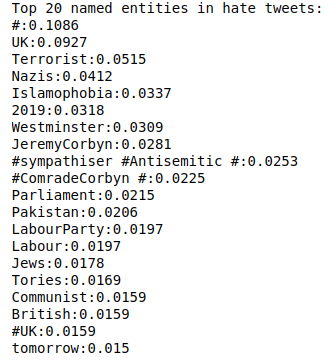 Top 20 named entities in hate tweets:
#:0.1086
UK:0.0927
Terrorist:0.0515
Nazis:0.0412
Islamophobia:0.0337
2019:0.0318
Westminster:0.0309
JeremyCorbyn:0.0281
#sympathiser #Antisemitic #:0.0253
#ComradeCorbyn #:0.0225
Parliament:0.0215
Pakistan:0.0206
LabourParty:0.0197
Labour:0.0197
Jews:0.0178
Tories:0.0169
Communist:0.0159
British:0.0159
#UK:0.0159
tomorrow:0.015